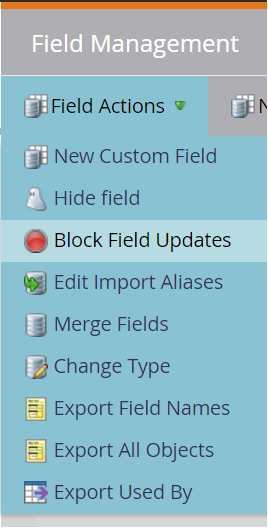 Field Management
Field Actions
New Custom Field
Hide field
Block Field Updates
Edit Import Aliases
Merge Fields
Change Type
Export Field Names
Export All Objects
Export Used By